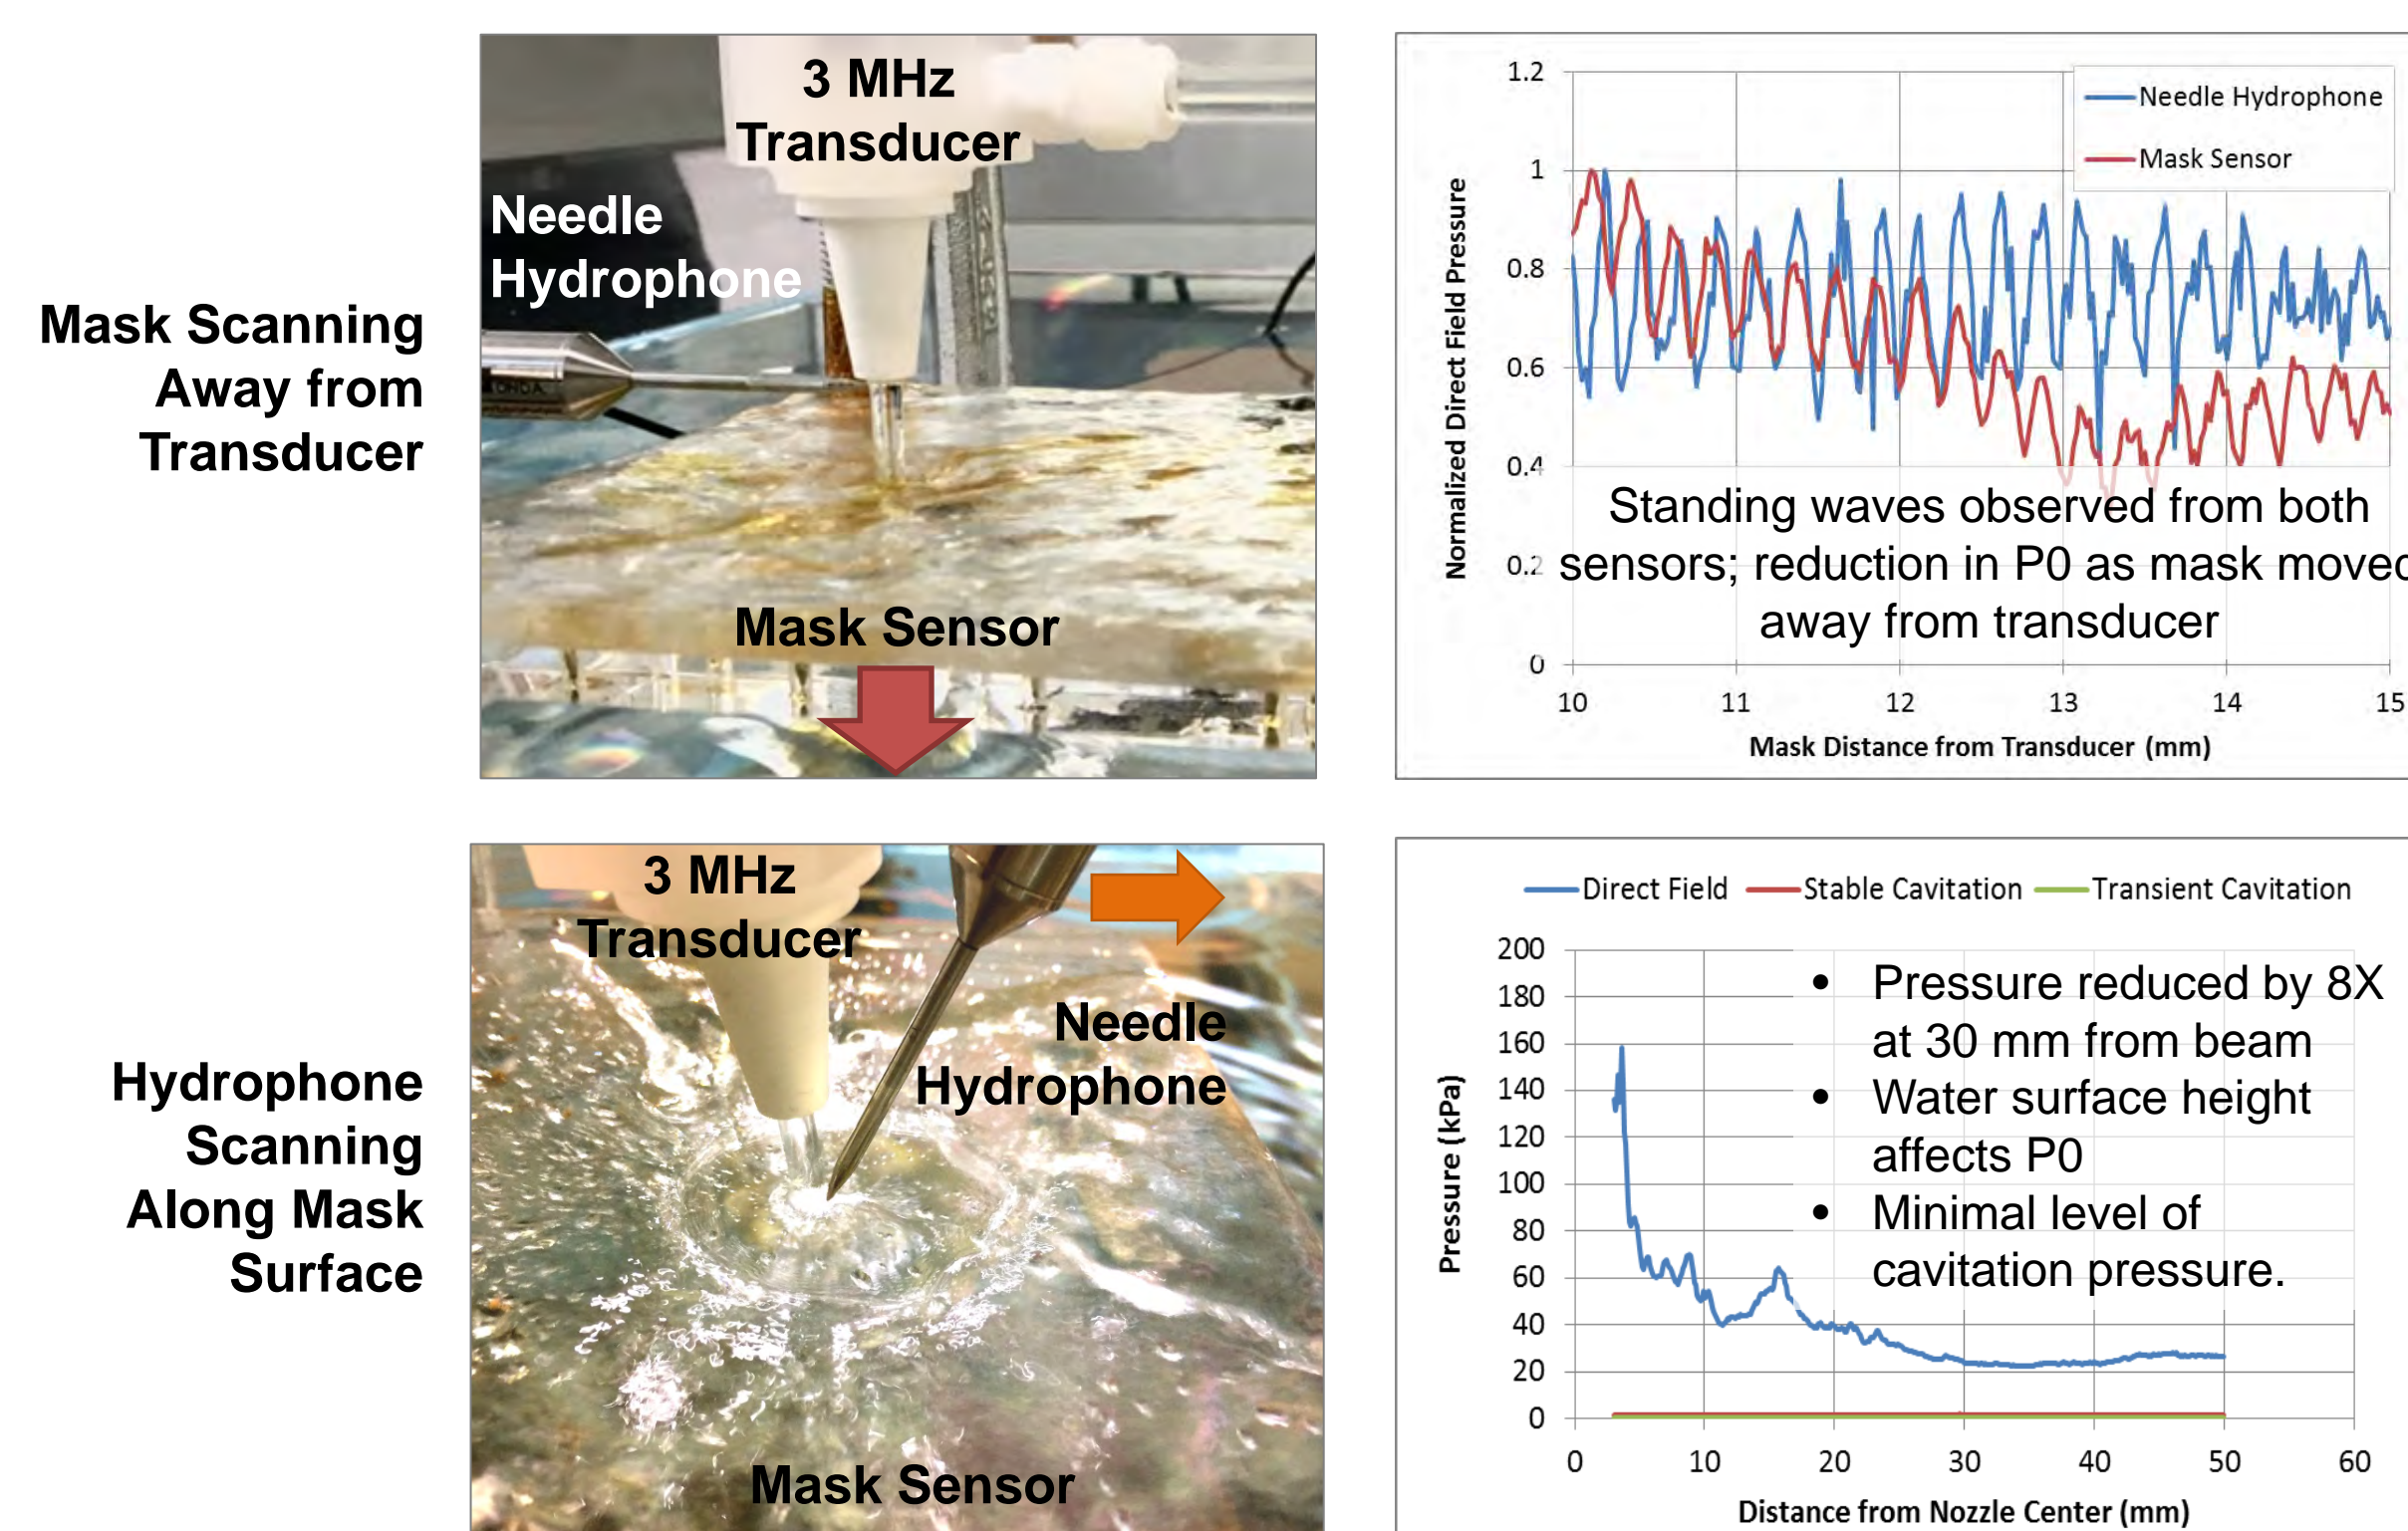 Mask Scanning
Away from
Transducer
3 MHz
Transducer
Needle
Hydrophone
Mask Sensor
Needle Hydrophone
Mask Sensor
Normalized Direct Field Pressure
1.2
1
0.8
0.6
0.4
0.2
0
Standing waves observed from both
sensors; reduction in P0 as mask moved
away from transducer
10 11 12 13 14 15
Mask Distance from Transducer (mm)
Hydrophone
Scanning
Along Mask
Surface
3 MHz
Transducer
Needle
Hydrophone
Mask Sensor
Direct Field Stable Cavitation Transient Cavitation
Pressure (kPa)
200
180
160
140
120
100
80
60
40
20
0
• Pressure reduced by 8X
at 30 mm from beam
• Water surface height
affects P0
• Minimal level of
cavitation pressure.
0 10 20 30 40 50 60
Distance from Nozzle Center (mm)